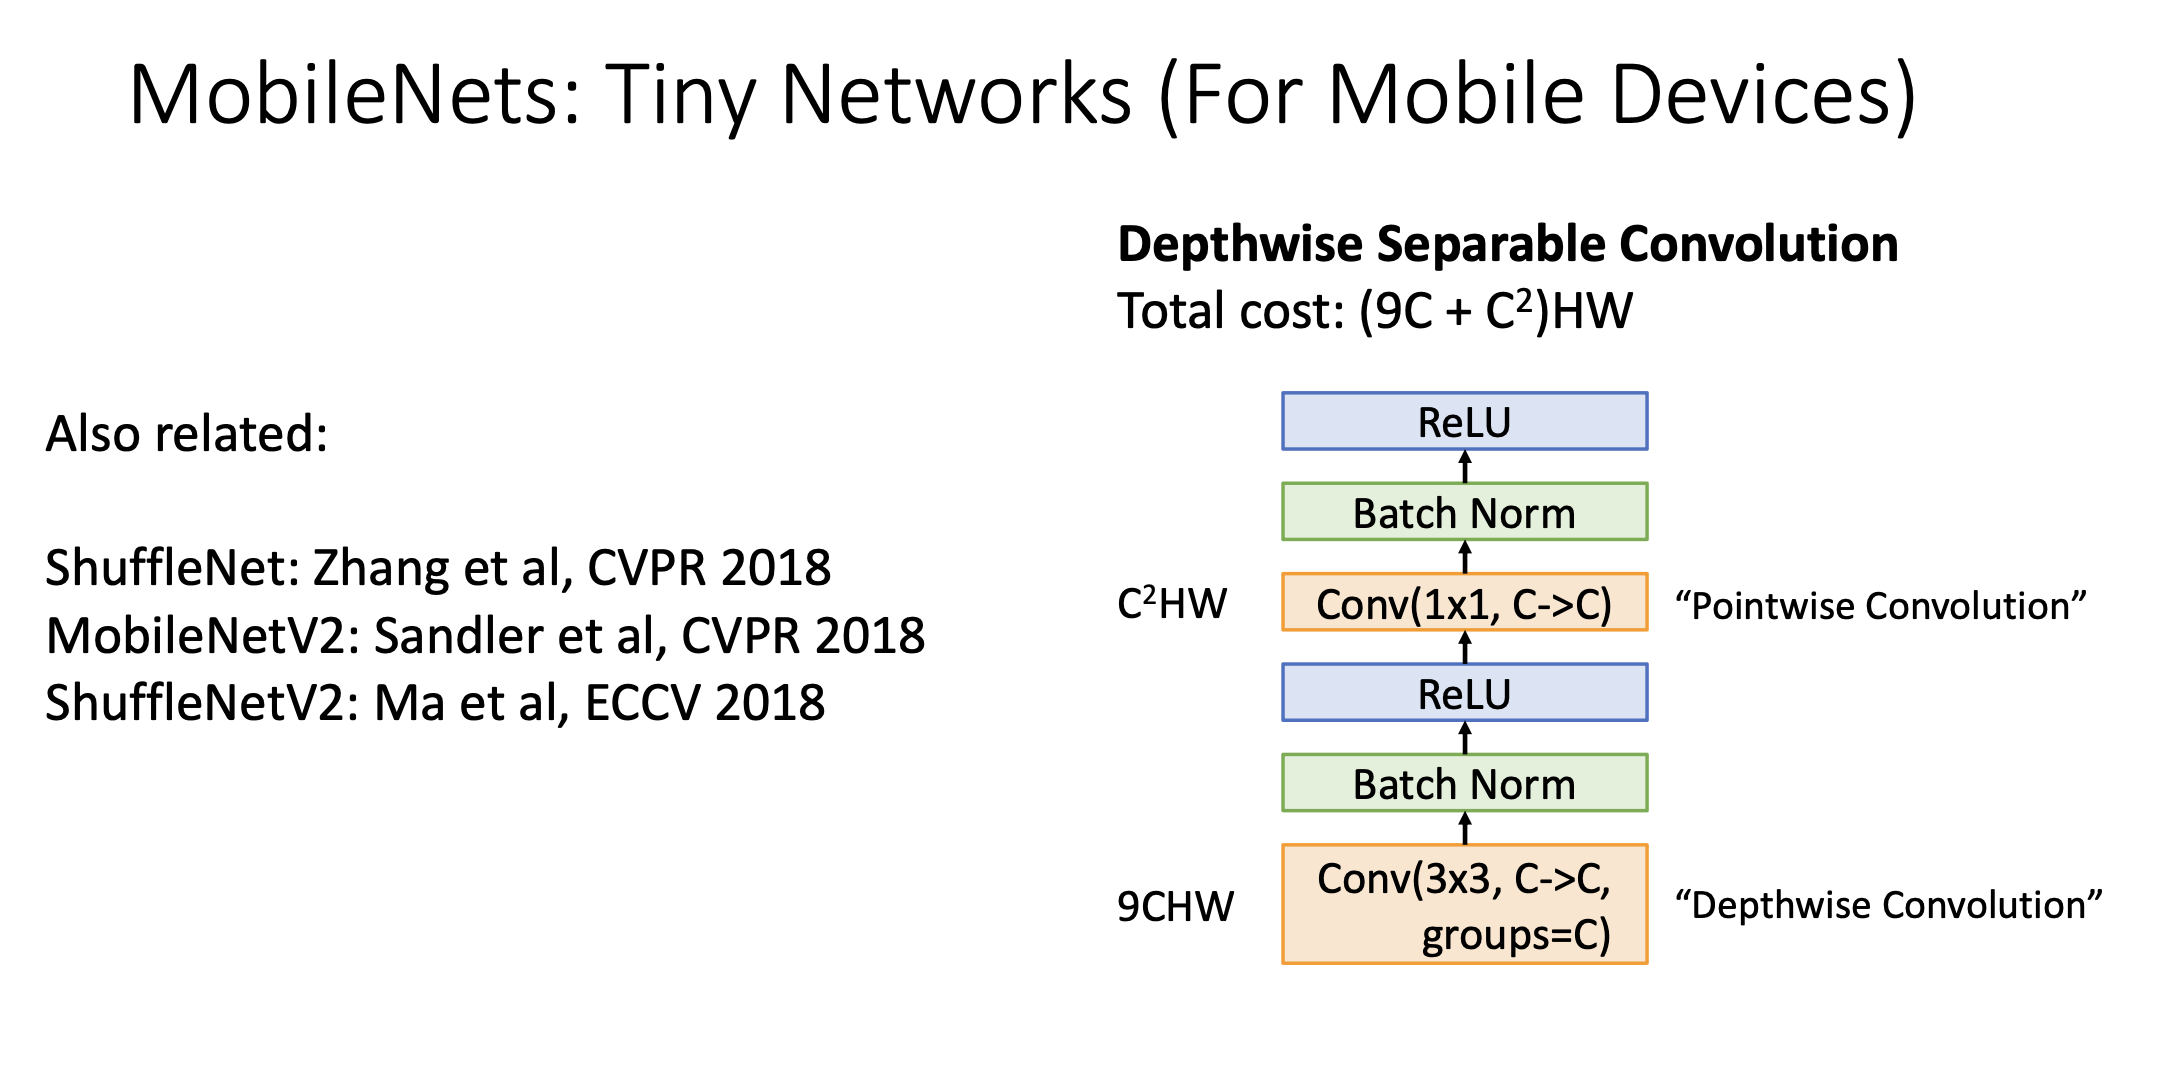 MobileNets: Tiny Networks (For Mobile Devices)
Also related:
ShuffleNet: Zhang et al, CVPR 2018
MobileNetV2: Sandler et al, CVPR 2018
ShuffleNetV2: Ma et al, ECCV 2018
Depthwise Separable Convolution
Total cost: (9C + C²)HW
ReLU
Batch Norm
C²HW
Conv(1x1, C->C)
“Pointwise Convolution”
ReLU
Batch Norm
9CHW
Conv(3x3, C->C,
groups=C)
“Depthwise Convolution”